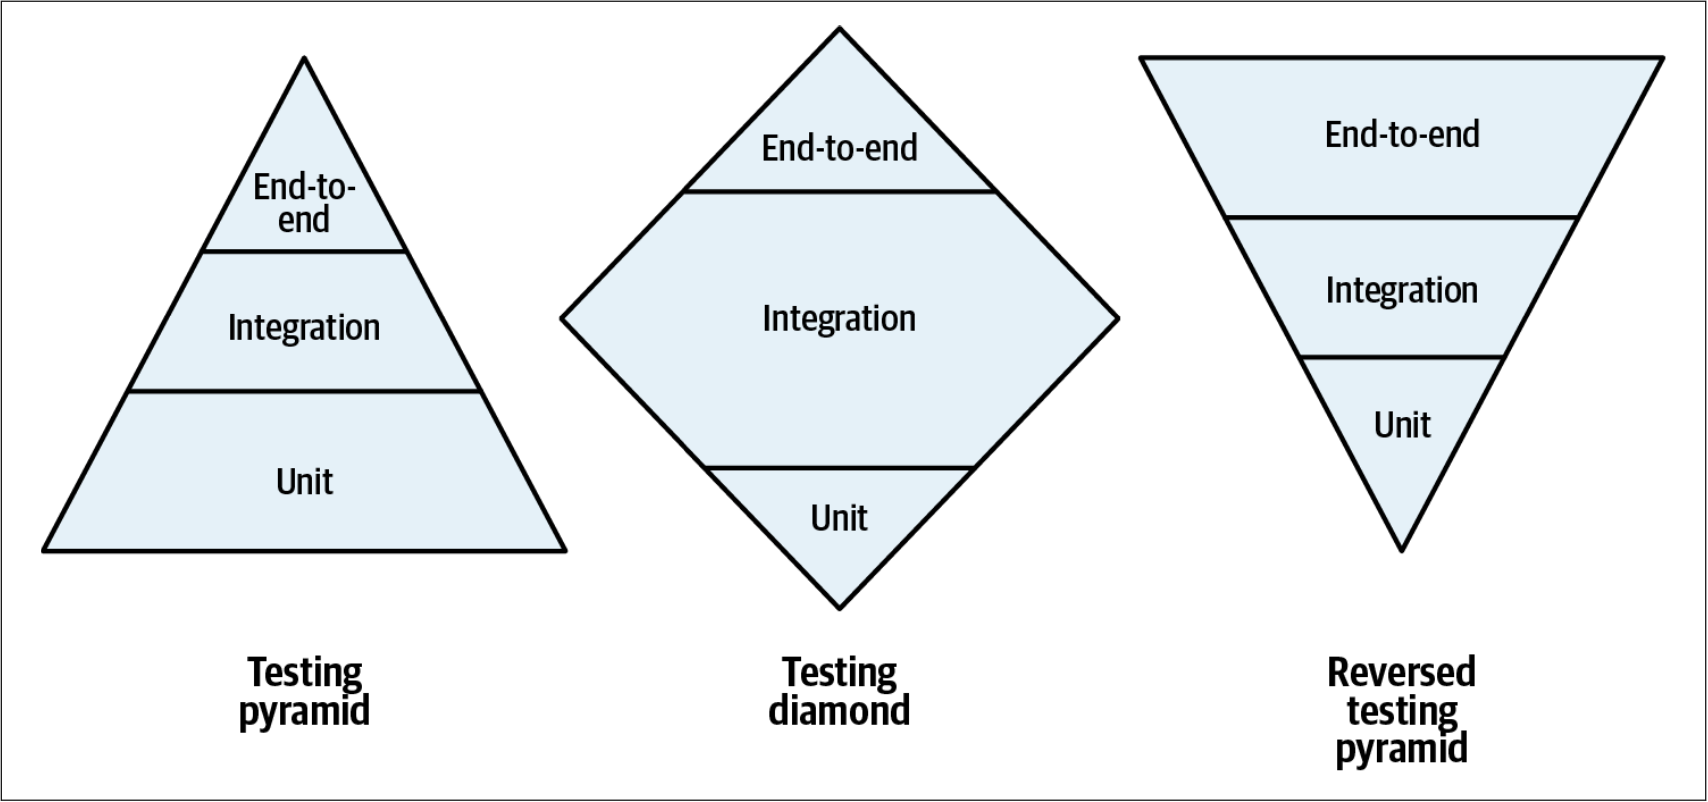 End-to-
end
Integration
Unit
Testing
pyramid
End-to-end
Integration
Unit
Testing
diamond
End-to-end
Integration
Unit
Reversed
testing
pyramid